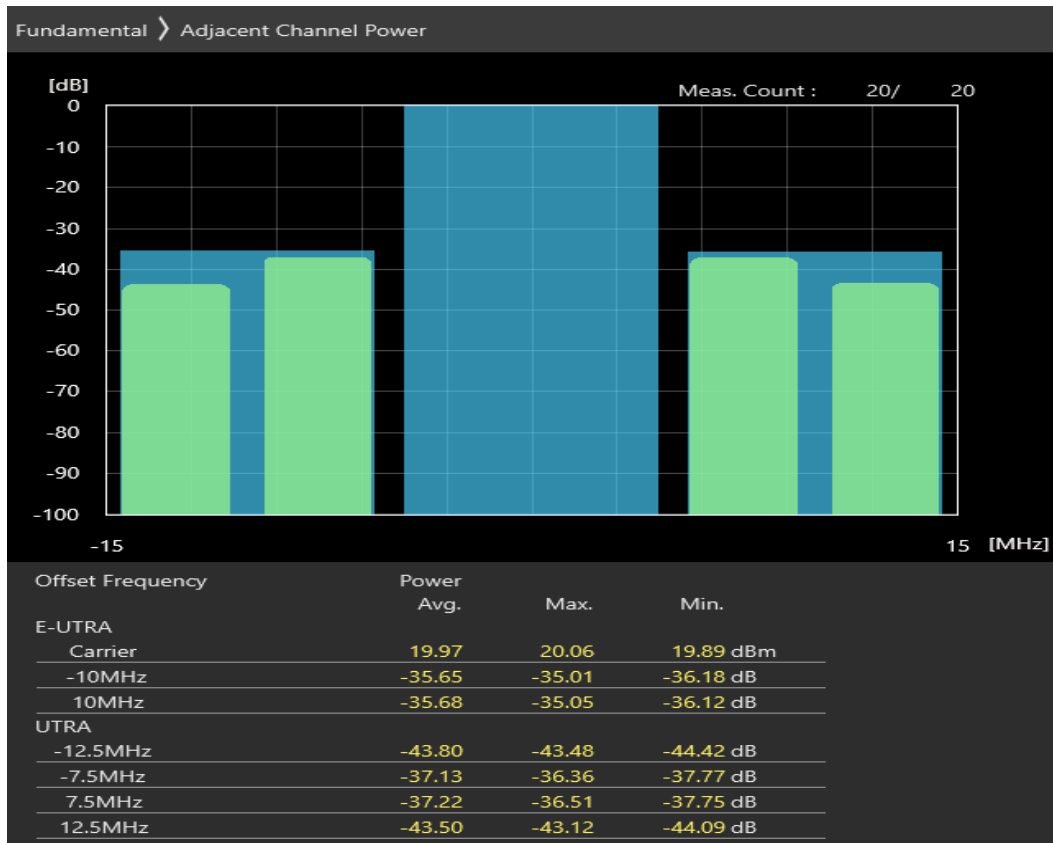 Fundamental 〉 Adjacent Channel Power
[dB]
Meas. Count : 20/ 20
0
-10
-20
-30
-40
-50
-60
-70
-80
-90
-100
-15 15 [MHz]
Offset Frequency Power
Avg. Max. Min.
E-UTRA
Carrier 19.97 20.06 19.89 dBm
-10MHz -35.65 -35.01 -36.18 dB
10MHz -35.68 -35.05 -36.12 dB
UTRA
-12.5MHz -43.80 -43.48 -44.42 dB
-7.5MHz -37.13 -36.36 -37.77 dB
7.5MHz -37.22 -36.51 -37.75 dB
12.5MHz -43.50 -43.12 -44.09 dB